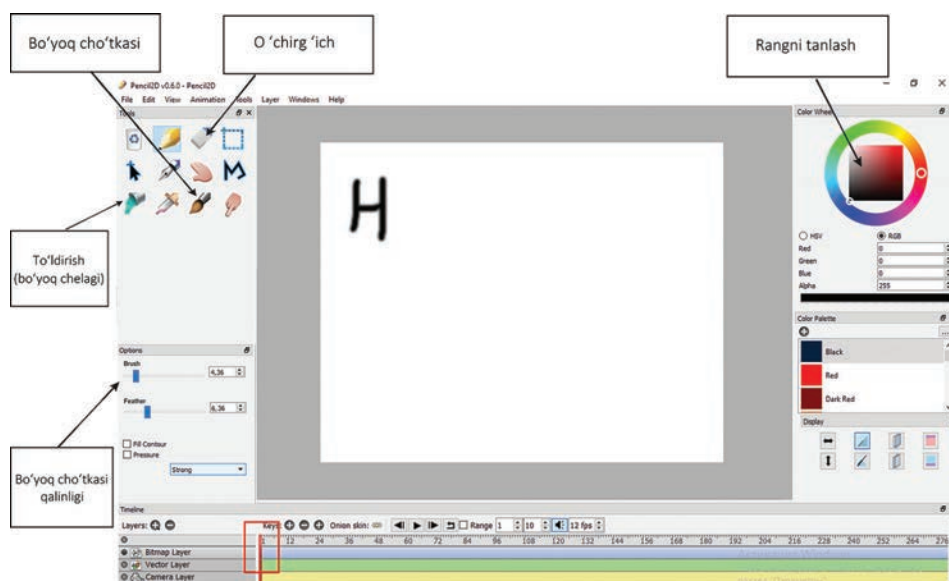 Bo‘yoq cho‘tkasi
O ‘chirg ‘ich
Rangni tanlash
Pencil2D v0.6.0 - Pencil2D
File Edit View Animation Tools Layer Windows Help
Tools
Color Wheel
H
HSV RGB
Red 0
Green 0
Blue 0
Alpha 255
To‘ldirish
(bo‘yoq chelagi)
Color Palette
...
Black
Red
Dark Red
Display
Options
Brush
4,36
Feather
6,36
Fill Contour
Pressure
Strong
Bo‘yoq cho‘tkasi
qalinligi
Timeline
Layers: Keys: Onion skin: Range 1 10 12 fps
1 12 24 36 48 60 72 84 96 108 120 132 144 156 168 180 192 204 216 228 240 252 264 276
Bitmap Layer
Vector Layer
Camera Layer